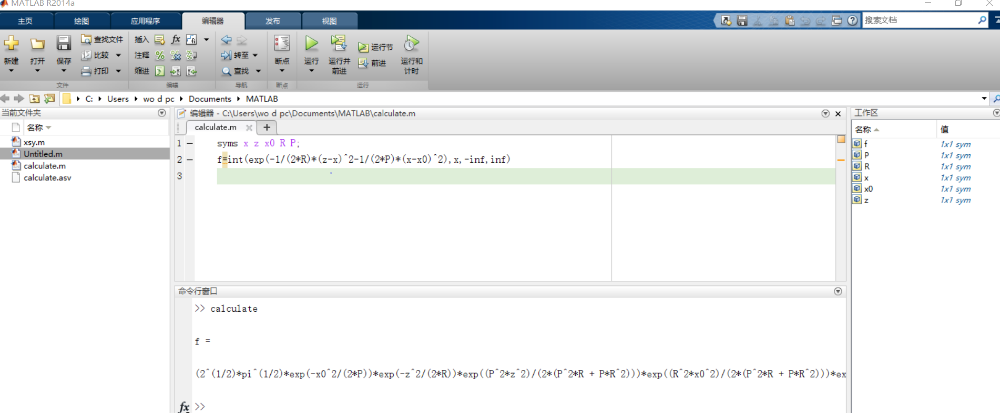 MATLAB R2014a
主页 绘图 应用程序 编辑器 发布 视图 搜索文档
新建 打开 保存 查找文件 比较 打印
插入 fx fi
注释 % % %
缩进
转至 查找
断点
运行 运行并前进 运行节 前进 运行和计时
文件 编辑 导航 断点 运行
C: Users wo d pc Documents MATLAB
当前文件夹
名称
xsy.m
Untitled.m
calculate.m
calculate.asv
编辑器 - C:\Users\wo d pc\Documents\MATLAB\calculate.m
calculate.m +
1 — syms x z x0 R P;
2 — f=int(exp(-1/(2*R)*(z-x)^2-1/(2*P)*(x-x0)^2),x,-inf,inf)
3
命令行窗口
>> calculate
f =
(2^(1/2)*pi^(1/2)*exp(-x0^2/(2*P))*exp(-z^2/(2*R))*exp((P^2*z^2)/(2*(P^2*R + P*R^2)))*exp((R^2*x0^2)/(2*(P^2*R + P*R^2)))*ex
fx >>
工作区
名称 值
f 1x1 sym
P 1x1 sym
R 1x1 sym
x 1x1 sym
x0 1x1 sym
z 1x1 sym